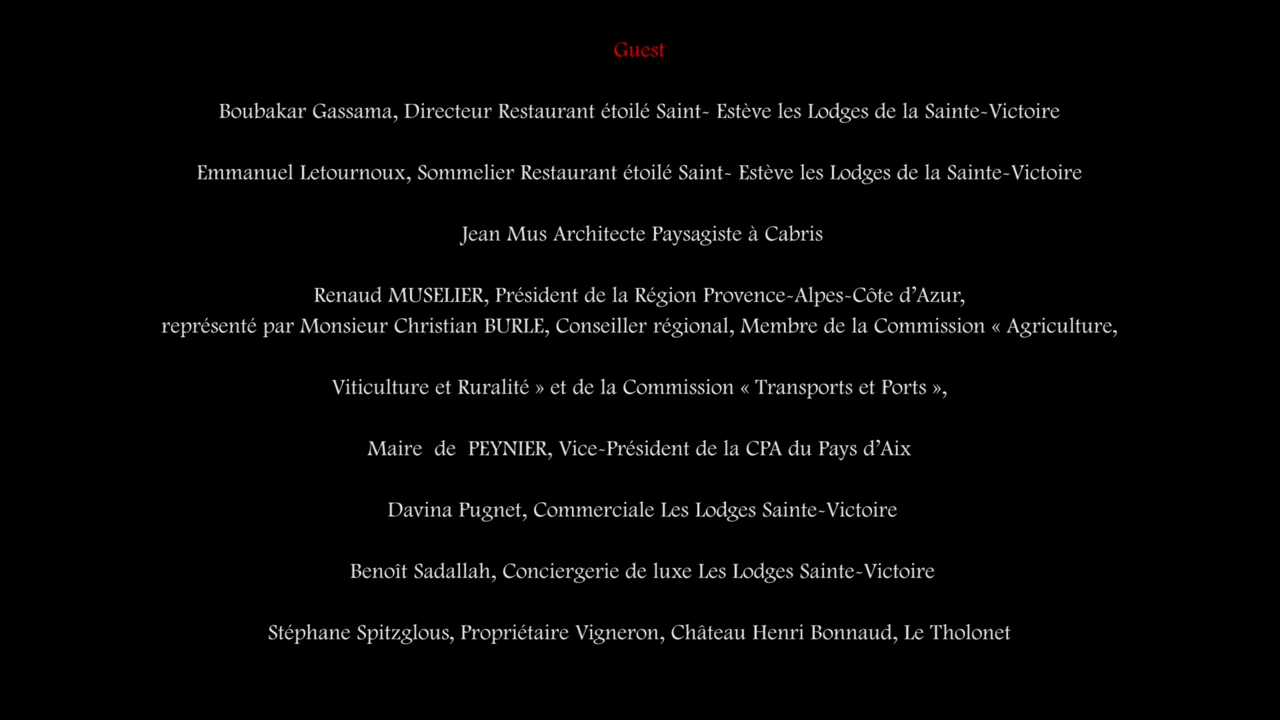 Guest
Boubakar Gassama, Directeur Restaurant étoilé Saint- Estève les Lodges de la Sainte-Victoire
Emmanuel Letournoux, Sommelier Restaurant étoilé Saint- Estève les Lodges de la Sainte-Victoire
Jean Mus Architecte Paysagiste à Cabris
Renaud MUSELIER, Président de la Région Provence-Alpes-Côte d’Azur,
représenté par Monsieur Christian BURLE, Conseiller régional, Membre de la Commission « Agriculture,
Viticulture et Ruralité » et de la Commission « Transports et Ports »,
Maire de PEYNIER, Vice-Président de la CPA du Pays d’Aix
Davina Pugnet, Commerciale Les Lodges Sainte-Victoire
Benoît Sadallah, Conciergerie de luxe Les Lodges Sainte-Victoire
Stéphane Spitzglous, Propriétaire Vigneron, Château Henri Bonnaud, Le Tholonet